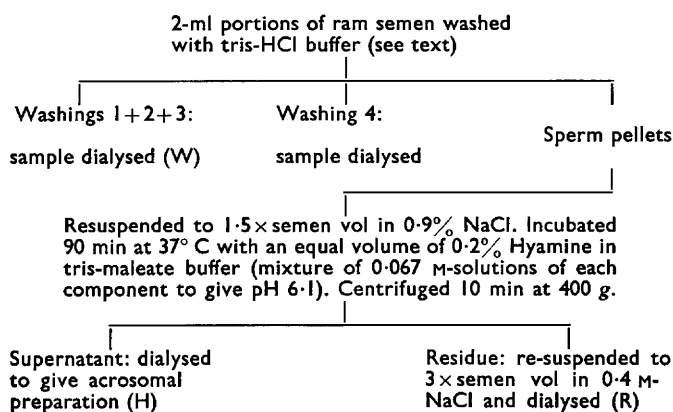 2-ml portions of ram semen washed
with tris-HCl buffer (see text)
Washings 1+2+3:
sample dialysed (W)
Washing 4:
sample dialysed
Sperm pellets
Resuspended to 1·5×semen vol in 0·9% NaCl. Incubated
90 min at 37° C with an equal volume of 0·2% Hyamine in
tris-maleate buffer (mixture of 0·067 M-solutions of each
component to give pH 6·1). Centrifuged 10 min at 400 g.
Supernatant: dialysed
to give acrosomal
preparation (H)
Residue: re-suspended to
3×semen vol in 0·4 M-
NaCl and dialysed (R)